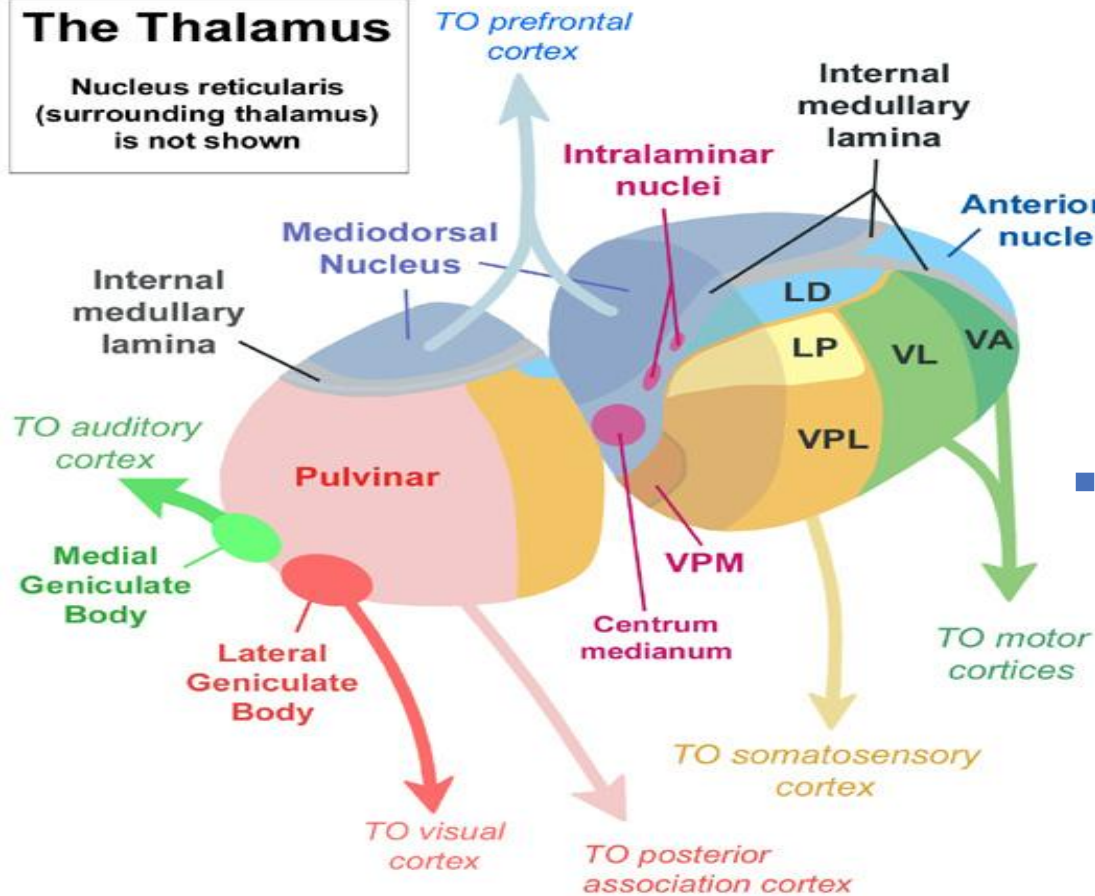 The Thalamus
Nucleus reticularis
(surrounding thalamus)
is not shown
TO prefrontal
cortex
Internal
medullary
lamina
Intralaminar
nuclei
Anterior
nuclei
Mediodorsal
Nucleus
Internal
medullary
lamina
LD
LP
VL
VA
TO auditory
cortex
VPL
Pulvinar
Medial
Geniculate
Body
VPM
Centrum
medianum
TO motor
cortices
Lateral
Geniculate
Body
TO somatosensory
cortex
TO visual
cortex
TO posterior
association cortex